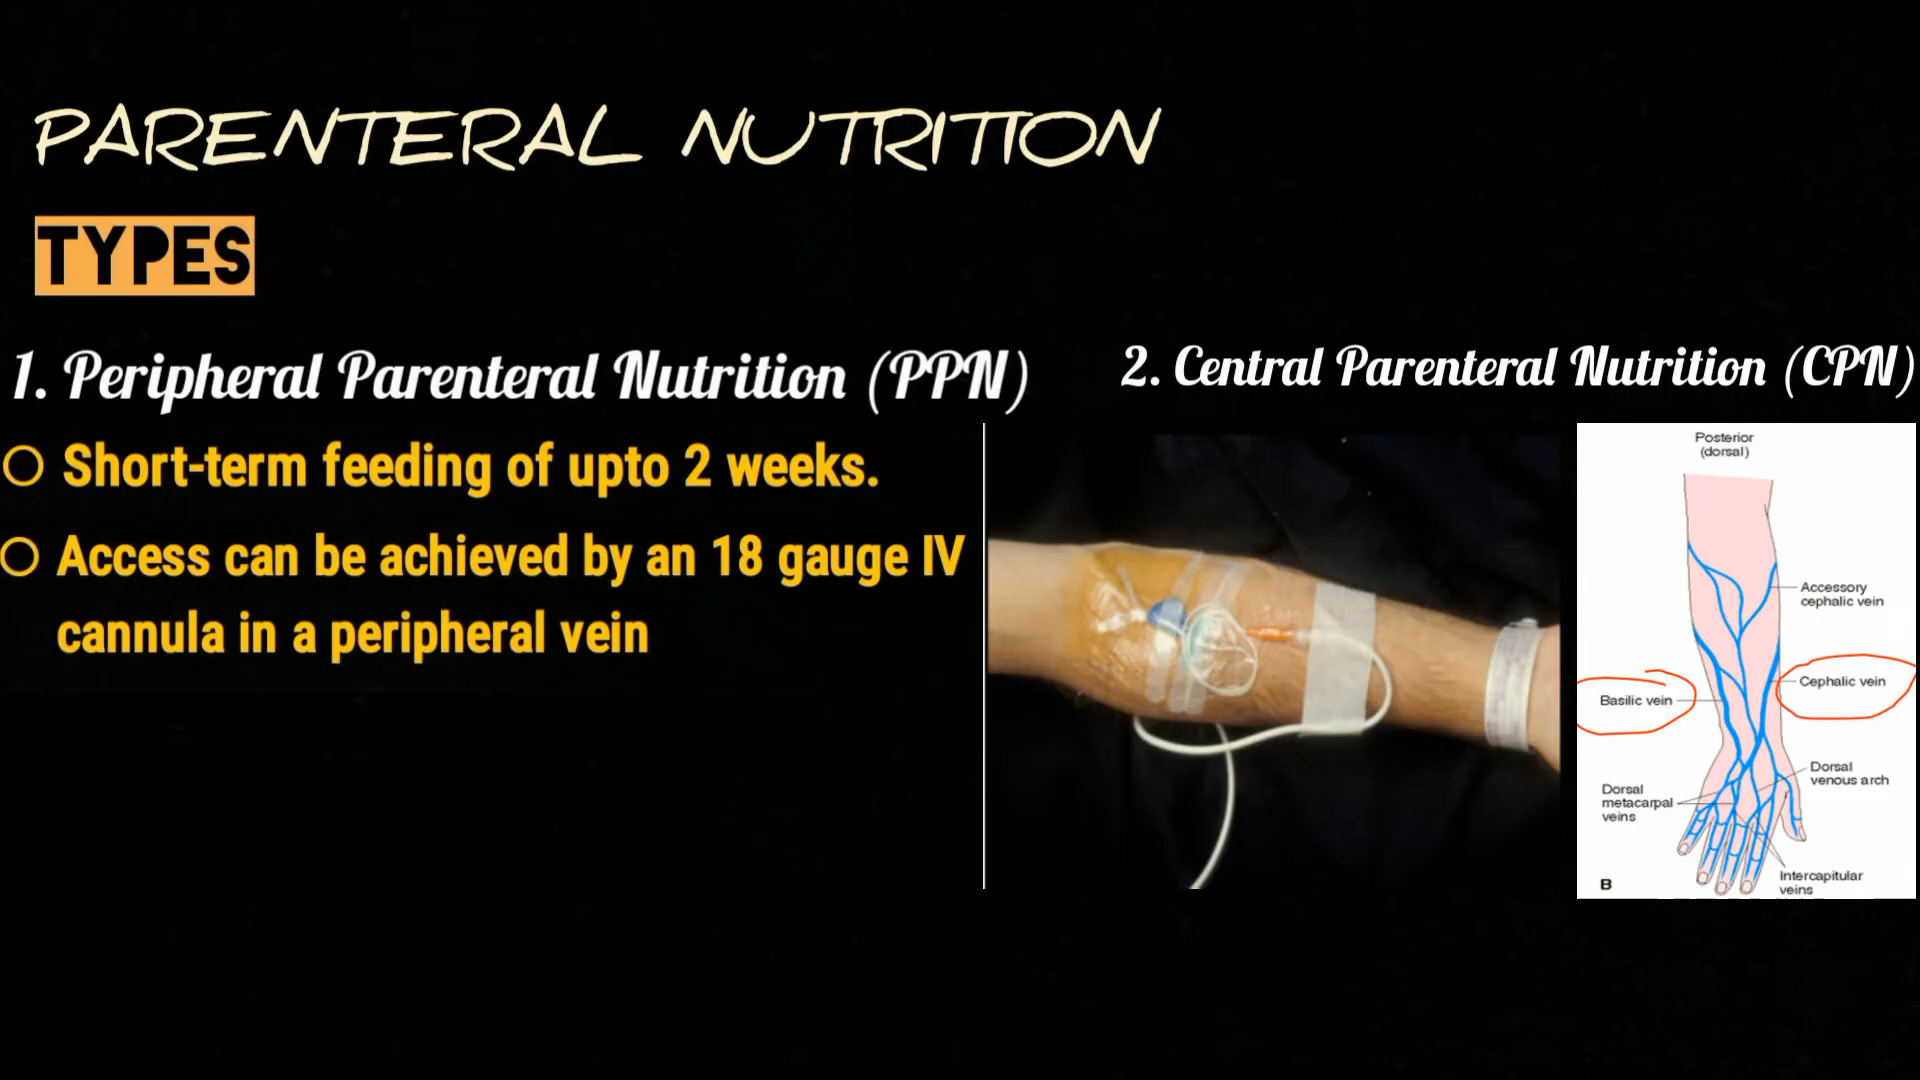 PARENTERAL NUTRITION
TYPES
1. Peripheral Parenteral Nutrition (PPN)
Short-term feeding of upto 2 weeks.
Access can be achieved by an 18 gauge IV
cannula in a peripheral vein
2. Central Parenteral Nutrition (CPN)
Posterior
(dorsal)
Accessory
cephalic vein
Cephalic vein
Basilic vein
Dorsal
venous arch
Dorsal
metacarpal
veins
Intercapitular
veins
B